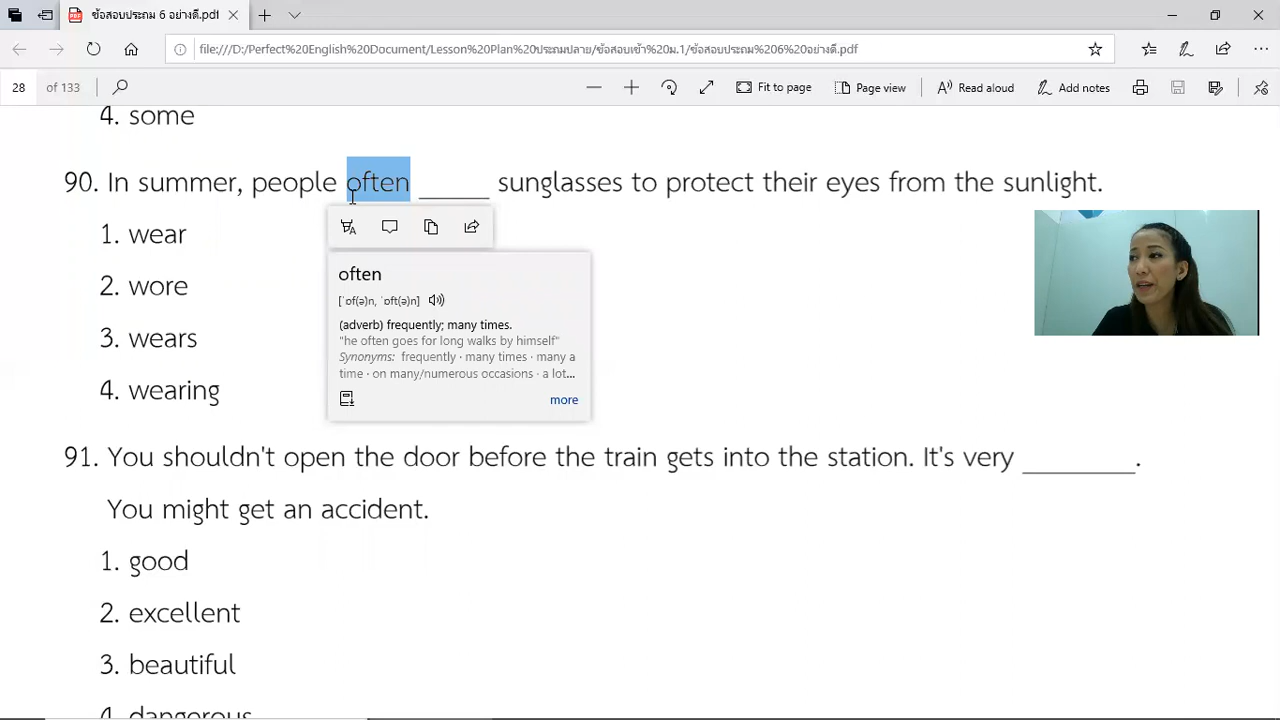 ข้อสอบประถม 6 อย่างดี.pdf
file:///D:/Perfect%20English%20Document/Lesson%20Plan%20ประถมปลาย/ข้อสอบเข้า%20ม.1/ข้อสอบประถม%206%20อย่างดี.pdf
28 of 133
Fit to page
Page view
Read aloud
Add notes
4. some
90. In summer, people often _____ sunglasses to protect their eyes from the sunlight.
1. wear
2. wore
3. wears
4. wearing
often
[ˈof(ə)n, ˈɒft(ə)n]
(adverb) frequently; many times.
"he often goes for long walks by himself"
Synonyms: frequently · many times · many a
time · on many/numerous occasions · a lot...
more
91. You shouldn't open the door before the train gets into the station. It's very ________.
You might get an accident.
1. good
2. excellent
3. beautiful
4. dangerous